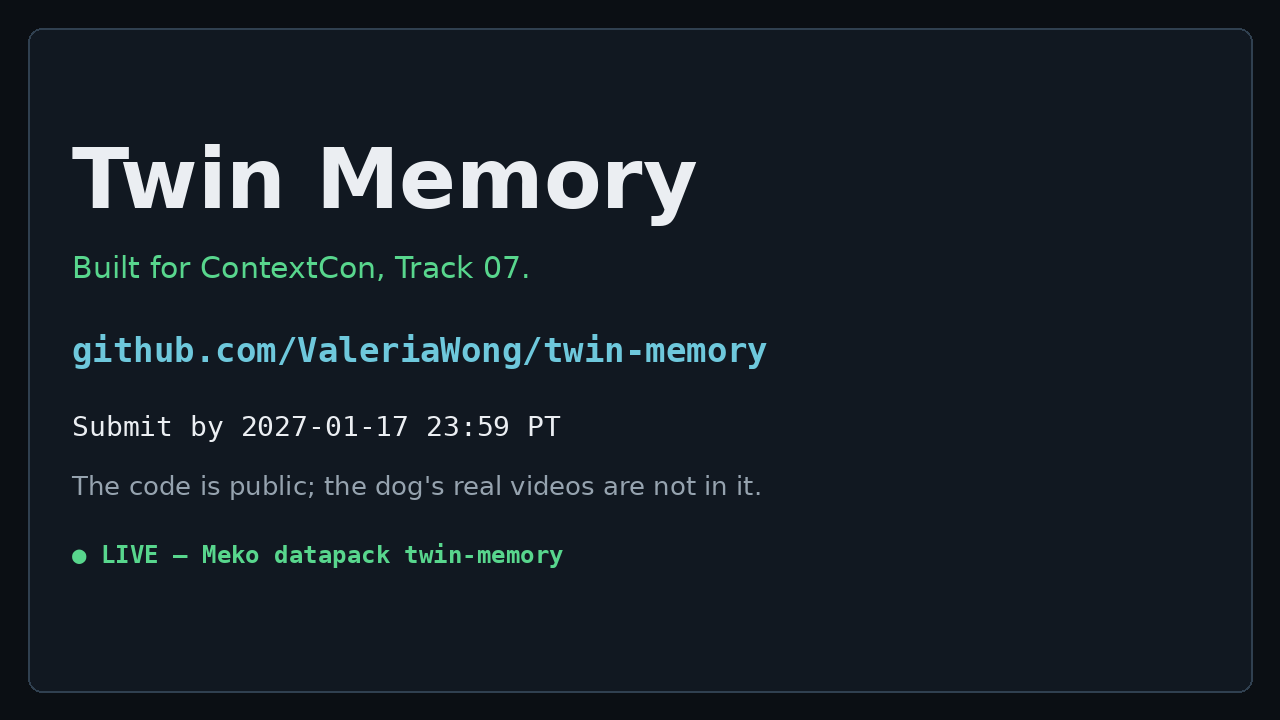 Twin Memory
Built for ContextCon, Track 07.
github.com/ValeriaWong/twin-memory
Submit by 2027-01-17 23:59 PT
The code is public; the dog's real videos are not in it.
● LIVE — Meko datapack twin-memory